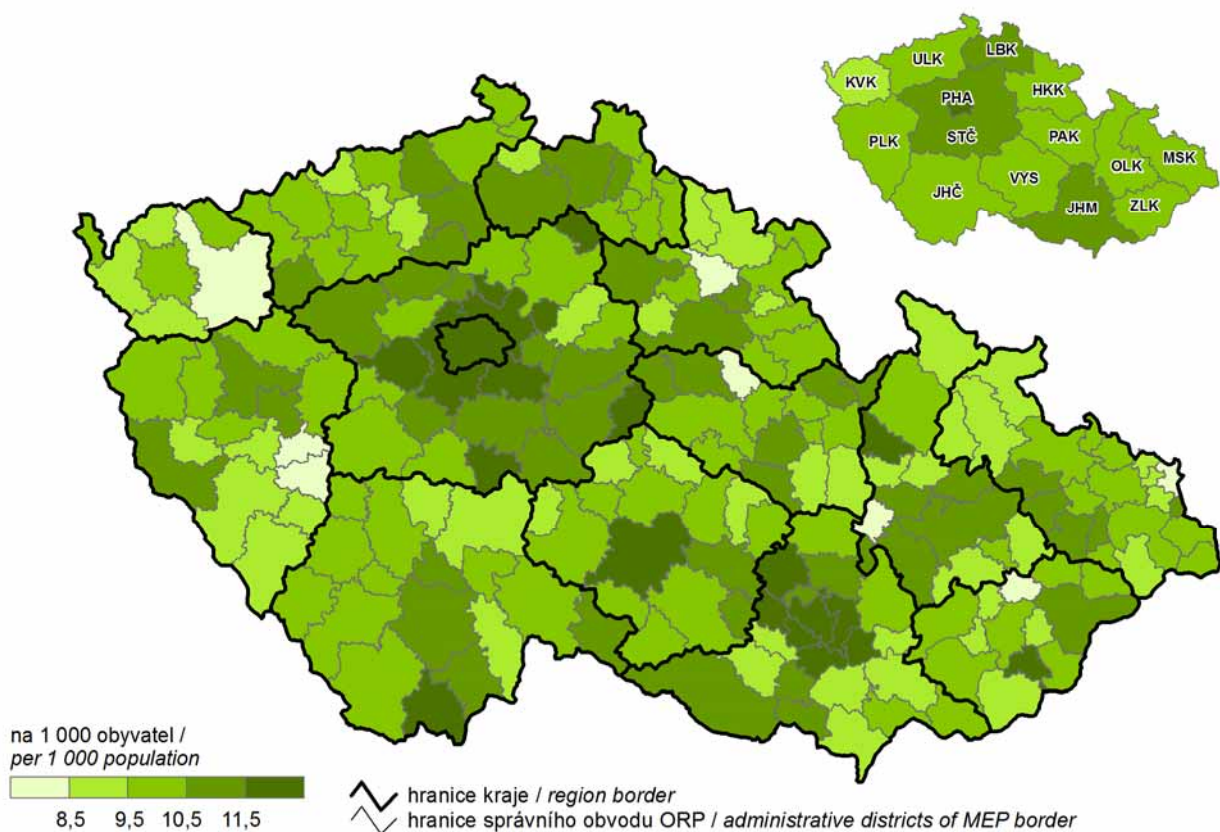 LBK
ULK
KVK
HKK
PHA
STČ
PLK
PAK
OLK
MSK
VYS
JHČ
JHM
ZLK
na 1 000 obyvatel /
per 1 000 population
8,5 9,5 10,5 11,5
hranice kraje / region border
hranice správního obvodu ORP / administrative districts of MEP border